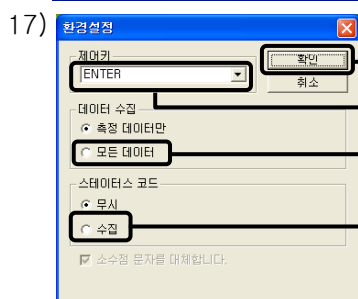 17)
환경설정
제어키
ENTER
확인
취소
데이터 수집
측정 데이터만
모든 데이터
스테이터스 코드
무시
수집
소수점 문자를 대체합니다.